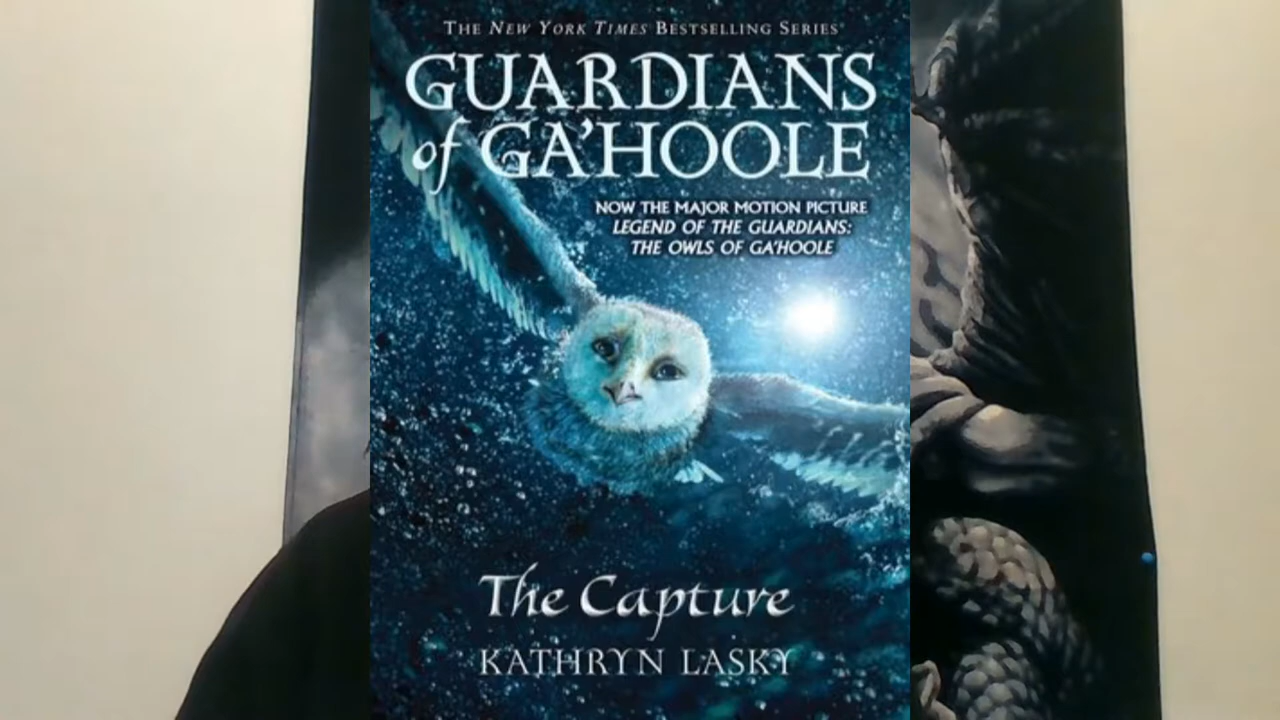 THE NEW YORK TIMES BESTSELLING SERIES
GUARDIANS
of GA'HOOLE
NOW THE MAJOR MOTION PICTURE
LEGEND OF THE GUARDIANS:
THE OWLS OF GA'HOOLE
The Capture
KATHRYN LASKY